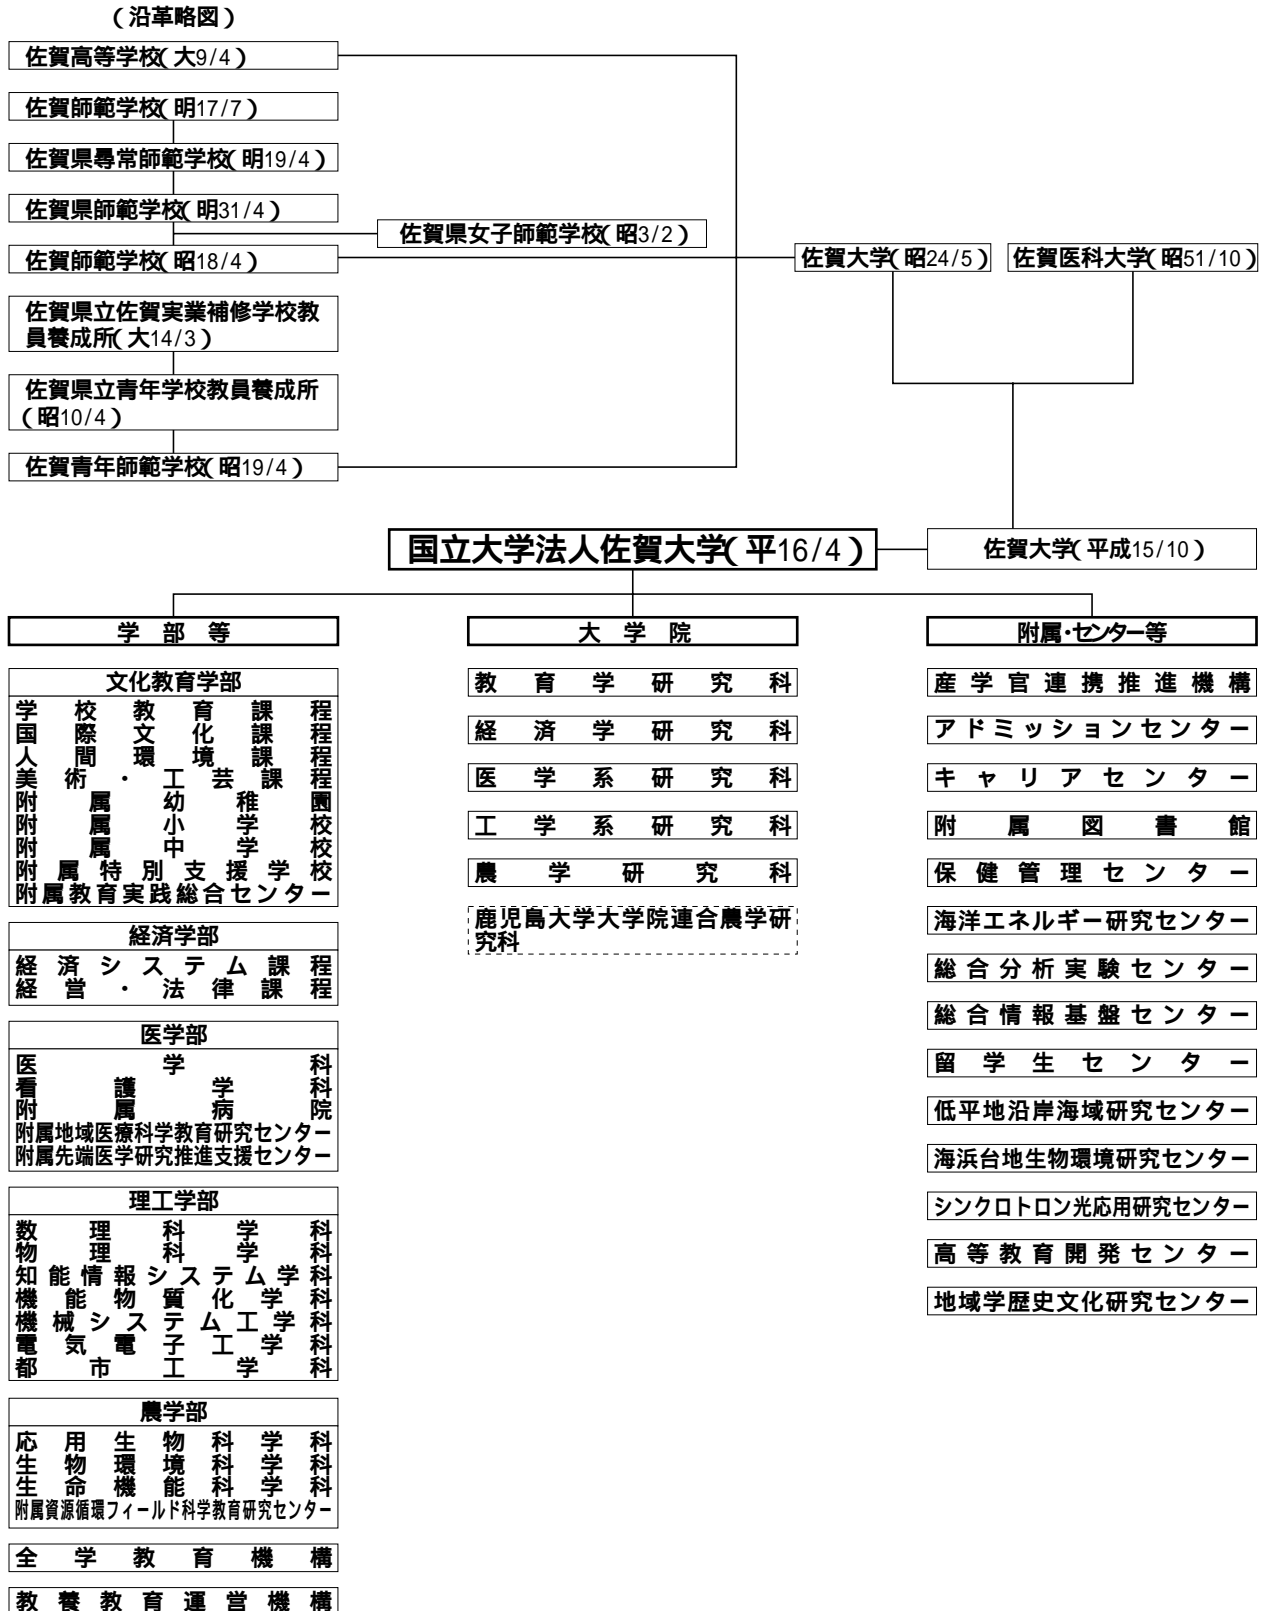 （沿革略図）
佐賀高等学校（大9/4）
佐賀師範学校（明17/7）
佐賀県尋常師範学校（明19/4）
佐賀県師範学校（明31/4）
佐賀県女子師範学校（昭3/2）
佐賀師範学校（昭18/4）
佐賀大学（昭24/5）
佐賀医科大学（昭51/10）
佐賀県立佐賀実業補修学校教
員養成所（大14/3）
佐賀県立青年学校教員養成所
（昭10/4）
佐賀青年師範学校（昭19/4）
国立大学法人佐賀大学（平16/4）
佐賀大学（平成15/10）
学部等
文化教育学部
学校教育課程
国際文化課程
人間環境課程
美術・工芸課程
附属幼稚園
附属小学校
附属中学校
附属特別支援学校
附属教育実践総合センター
経済学部
経済システム課程
経営・法律課程
医学部
医学科
看護学科
附属病院
附属地域医療科学教育研究センター
附属先端医学研究推進支援センター
理工学部
数理科学科
物理科学科
知能情報システム学科
機能物質化学科
機械システム工学科
電気電子工学科
都市工学科
農学部
応用生物科学科
生物環境科学科
生命機能科学科
附属資源循環フィールド科学教育研究センター
全学教育機構
教養教育運営機構
大学院
教育学研究科
経済学研究科
医学系研究科
工学系研究科
農学研究科
鹿児島大学大学院連合農学研
究科
附属・センター等
産学官連携推進機構
アドミッションセンター
キャリアセンター
附属図書館
保健管理センター
海洋エネルギー研究センター
総合分析実験センター
総合情報基盤センター
留学生センター
低平地沿岸海域研究センター
海浜台地生物環境研究センター
シンクロトロン光応用研究センター
高等教育開発センター
地域学歴史文化研究センター